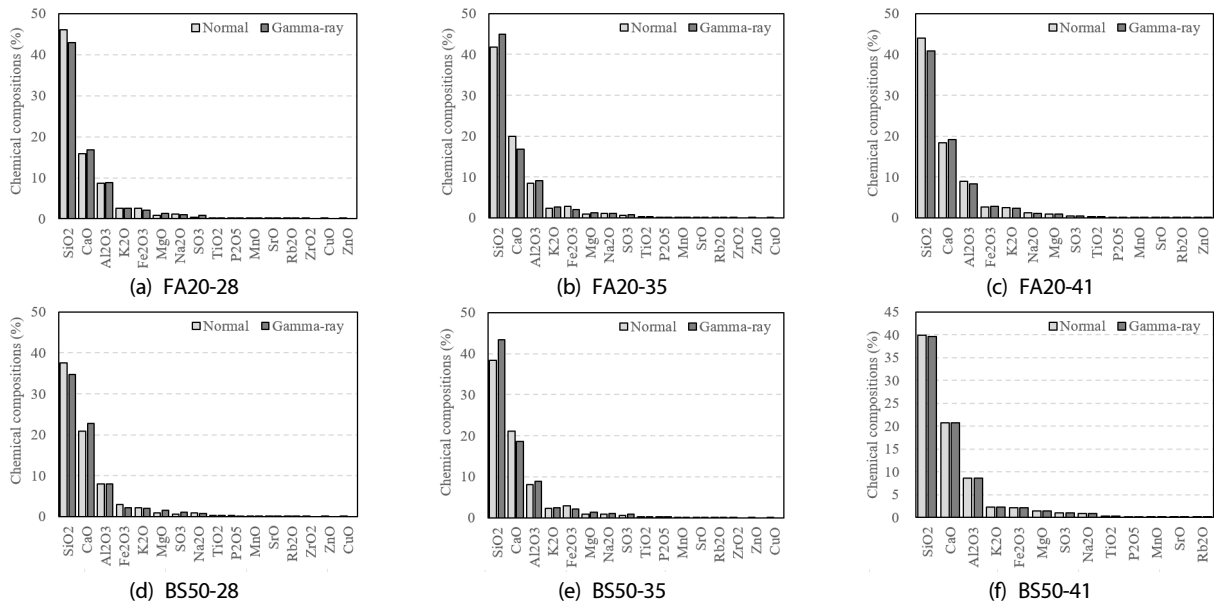 50
40
30
20
10
0
Chemical compositions (%)
Normal
Gamma-ray
SiO2
CaO
Al2O3
K2O
Fe2O3
MgO
Na2O
SO3
TiO2
P2O5
MnO
SrO
Rb2O
ZrO2
CuO
ZnO
(a) FA20-28
50
40
30
20
10
0
Chemical compositions (%)
Normal
Gamma-ray
SiO2
CaO
Al2O3
K2O
Fe2O3
MgO
Na2O
SO3
TiO2
P2O5
MnO
SrO
Rb2O
ZrO2
ZnO
CuO
(b) FA20-35
50
40
30
20
10
0
Chemical compositions (%)
Normal
Gamma-ray
SiO2
CaO
Al2O3
Fe2O3
K2O
Na2O
MgO
SO3
TiO2
P2O5
MnO
SrO
Rb2O
ZnO
(c) FA20-41
50
40
30
20
10
0
Chemical compositions (%)
Normal
Gamma-ray
SiO2
CaO
Al2O3
Fe2O3
K2O
MgO
SO3
Na2O
TiO2
P2O5
MnO
SrO
Rb2O
ZrO2
ZnO
CuO
(d) BS50-28
50
40
30
20
10
0
Chemical compositions (%)
Normal
Gamma-ray
SiO2
CaO
Al2O3
K2O
Fe2O3
MgO
Na2O
SO3
TiO2
P2O5
MnO
SrO
Rb2O
ZrO2
ZnO
CuO
(e) BS50-35
45
40
35
30
25
20
15
10
5
0
Chemical compositions (%)
Normal
Gamma-ray
SiO2
CaO
Al2O3
K2O
Fe2O3
MgO
SO3
Na2O
TiO2
P2O5
MnO
SrO
Rb2O
(f) BS50-41